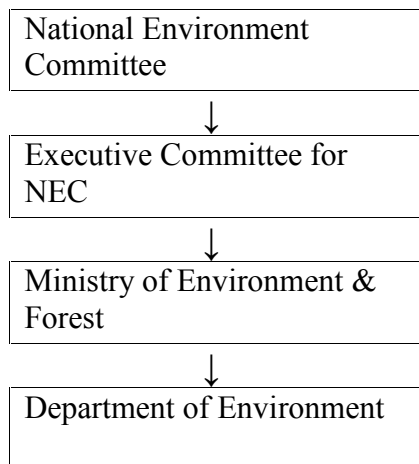 National Environment
Committee
↓
Executive Committee for
NEC
↓
Ministry of Environment &
Forest
↓
Department of Environment